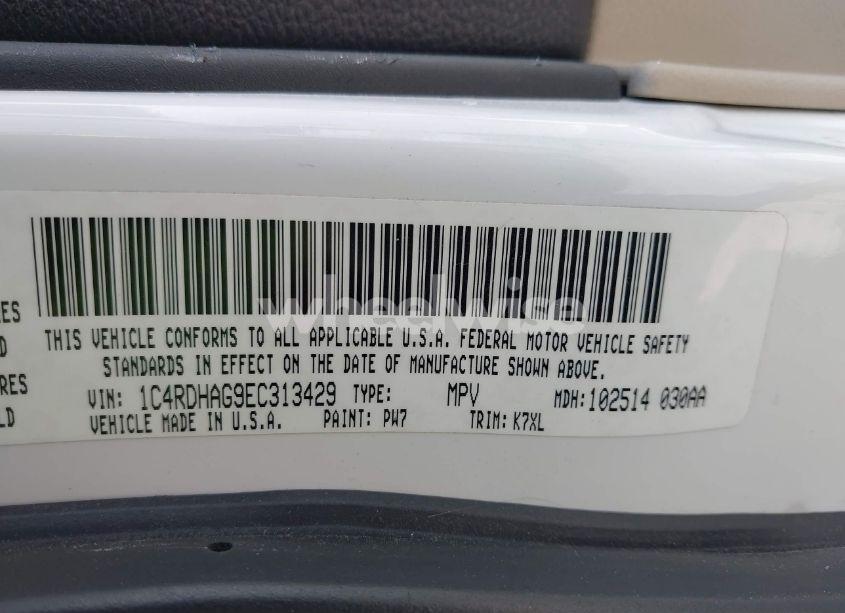 wheelwise
THIS VEHICLE CONFORMS TO ALL APPLICABLE U.S.A. FEDERAL MOTOR VEHICLE SAFETY
STANDARDS IN EFFECT ON THE DATE OF MANUFACTURE SHOWN ABOVE.
VIN: 1C4RDHAG9EC313429 TYPE: MPV MDH:102514 030AA
VEHICLE MADE IN U.S.A. PAINT: PW7 TRIM: K7XL